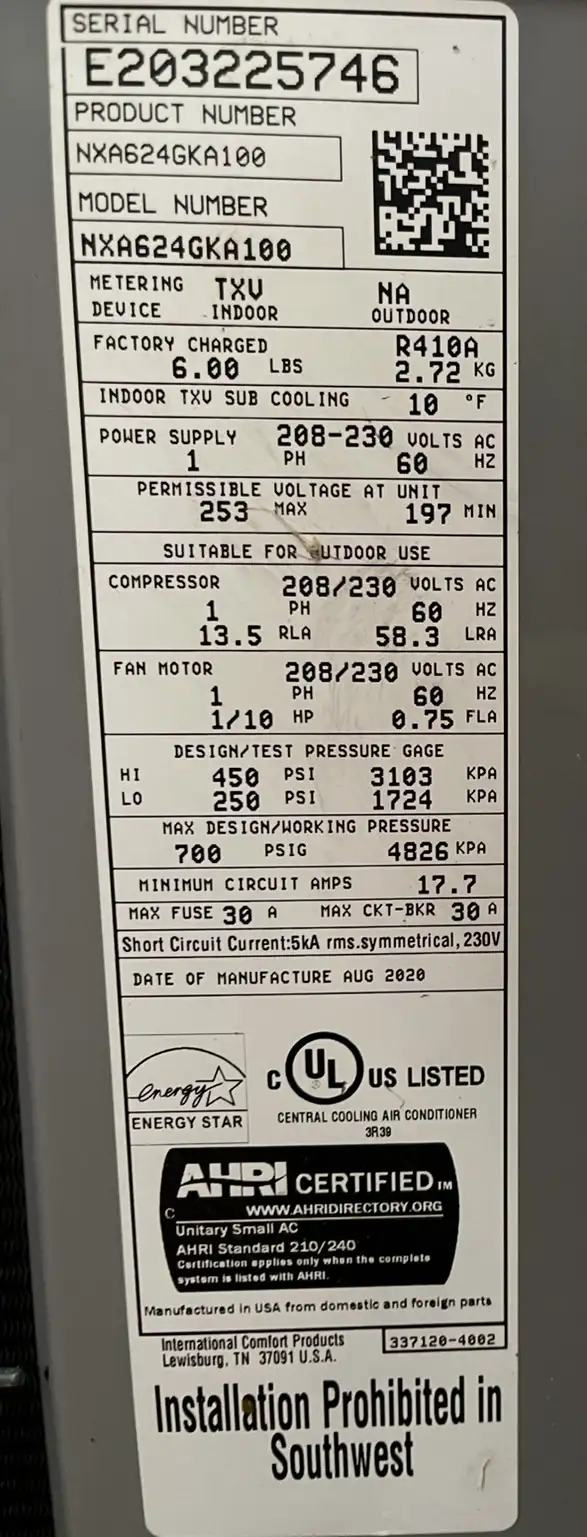 SERIAL NUMBER
E203225746
PRODUCT NUMBER
NXA624GKA100
MODEL NUMBER
NXA624GKA100
METERING DEVICE TXV INDOOR NA OUTDOOR
FACTORY CHARGED R410A
6.00 LBS 2.72 KG
INDOOR TXV SUB COOLING 10 °F
POWER SUPPLY 208-230 VOLTS AC
1 PH 60 HZ
PERMISSIBLE VOLTAGE AT UNIT
253 MAX 197 MIN
SUITABLE FOR OUTDOOR USE
COMPRESSOR 208/230 VOLTS AC
1 PH 60 HZ
13.5 RLA 58.3 LRA
FAN MOTOR 208/230 VOLTS AC
1 PH 60 HZ
1/10 HP 0.75 FLA
DESIGN/TEST PRESSURE GAGE
HI 450 PSI 3103 KPA
LO 250 PSI 1724 KPA
MAX DESIGN/WORKING PRESSURE
700 PSIG 4826 KPA
MINIMUM CIRCUIT AMPS 17.7
MAX FUSE 30 A MAX CKT-BKR 30 A
Short Circuit Current:5kA rms.symmetrical,230V
DATE OF MANUFACTURE AUG 2020
energy
ENERGY STAR
C UL US LISTED
CENTRAL COOLING AIR CONDITIONER
3R39
AHRI CERTIFIED TM
C WWW.AHRIDIRECTORY.ORG
Unitary Small AC
AHRI Standard 210/240
Certification applies only when the complete
system is listed with AHRI.
Manufactured in USA from domestic and foreign parts
International Comfort Products 337120-4002
Lewisburg, TN 37091 U.S.A.
Installation Prohibited in
Southwest